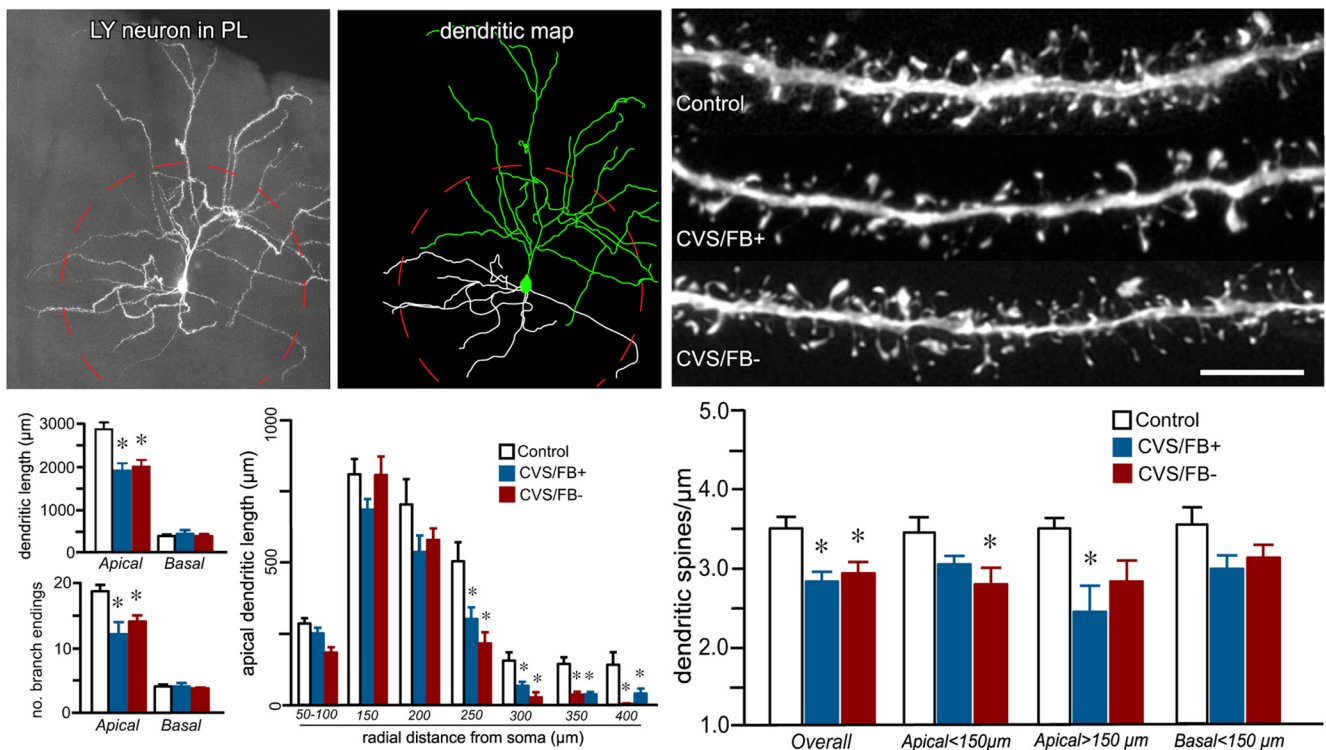 LY neuron in PL
dendritic map
Control
CVS/FB+
CVS/FB-
dendritic length (µm)
3000
2000
1000
0
Apical Basal
* *
no. branch endings
20
10
0
Apical Basal
* *
apical dendritic length (µm)
1000
500
0
Control
CVS/FB+
CVS/FB-
* * * * * * * *
50-100 150 200 250 300 350 400
radial distance from soma (µm)
dendritic spines/µm
5.0
4.0
3.0
2.0
1.0
Control
CVS/FB+
CVS/FB-
* * * *
Overall Apical<150µm Apical>150 µm Basal<150 µm